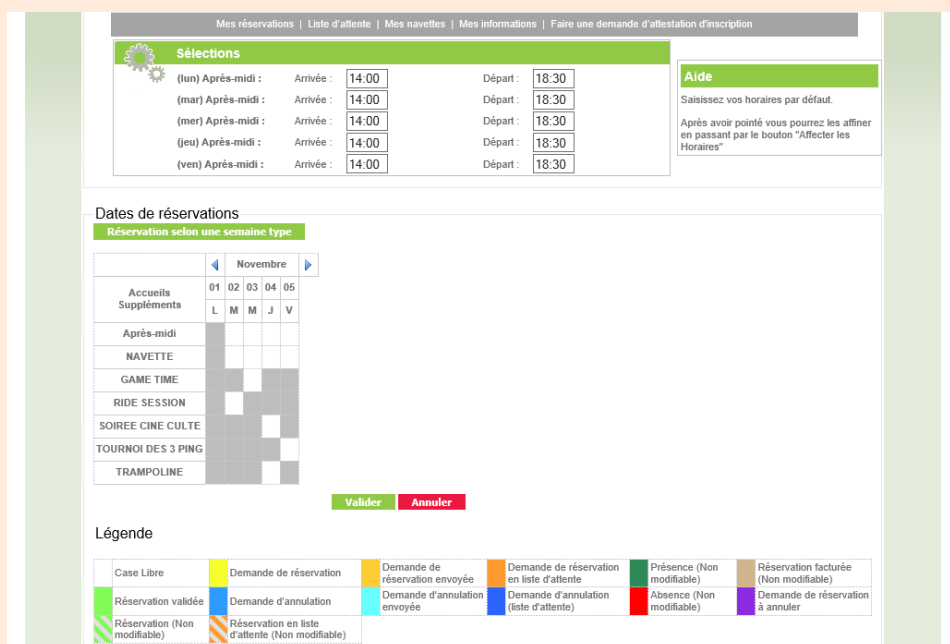 Mes réservations | Liste d'attente | Mes navettes | Mes informations | Faire une demande d'attestation d'inscription
Sélections
(lun) Après-midi : Arrivée : 14:00 Départ : 18:30
(mar) Après-midi : Arrivée : 14:00 Départ : 18:30
(mer) Après-midi : Arrivée : 14:00 Départ : 18:30
(jeu) Après-midi : Arrivée : 14:00 Départ : 18:30
(ven) Après-midi : Arrivée : 14:00 Départ : 18:30
Aide
Saisissez vos horaires par défaut.
Après avoir pointé vous pourrez les affiner
en passant par le bouton "Affecter les
Horaires"
Dates de réservations
Réservation selon une semaine type
Novembre
Accueils
Suppléments
01 02 03 04 05
L M M J V
Après-midi
NAVETTE
GAME TIME
RIDE SESSION
SOIREE CINE CULTE
TOURNOI DES 3 PING
TRAMPOLINE
Valider Annuler
Légende
Case Libre
Demande de réservation
Demande de
réservation envoyée
Demande de réservation
en liste d'attente
Présence (Non
modifiable)
Réservation facturée
(Non modifiable)
Réservation validée
Demande d'annulation
Demande d'annulation
envoyée
Demande d'annulation
(liste d'attente)
Absence (Non
modifiable)
Demande de réservation
à annuler
Réservation (Non
modifiable)
Réservation en liste
d'attente (Non modifiable)